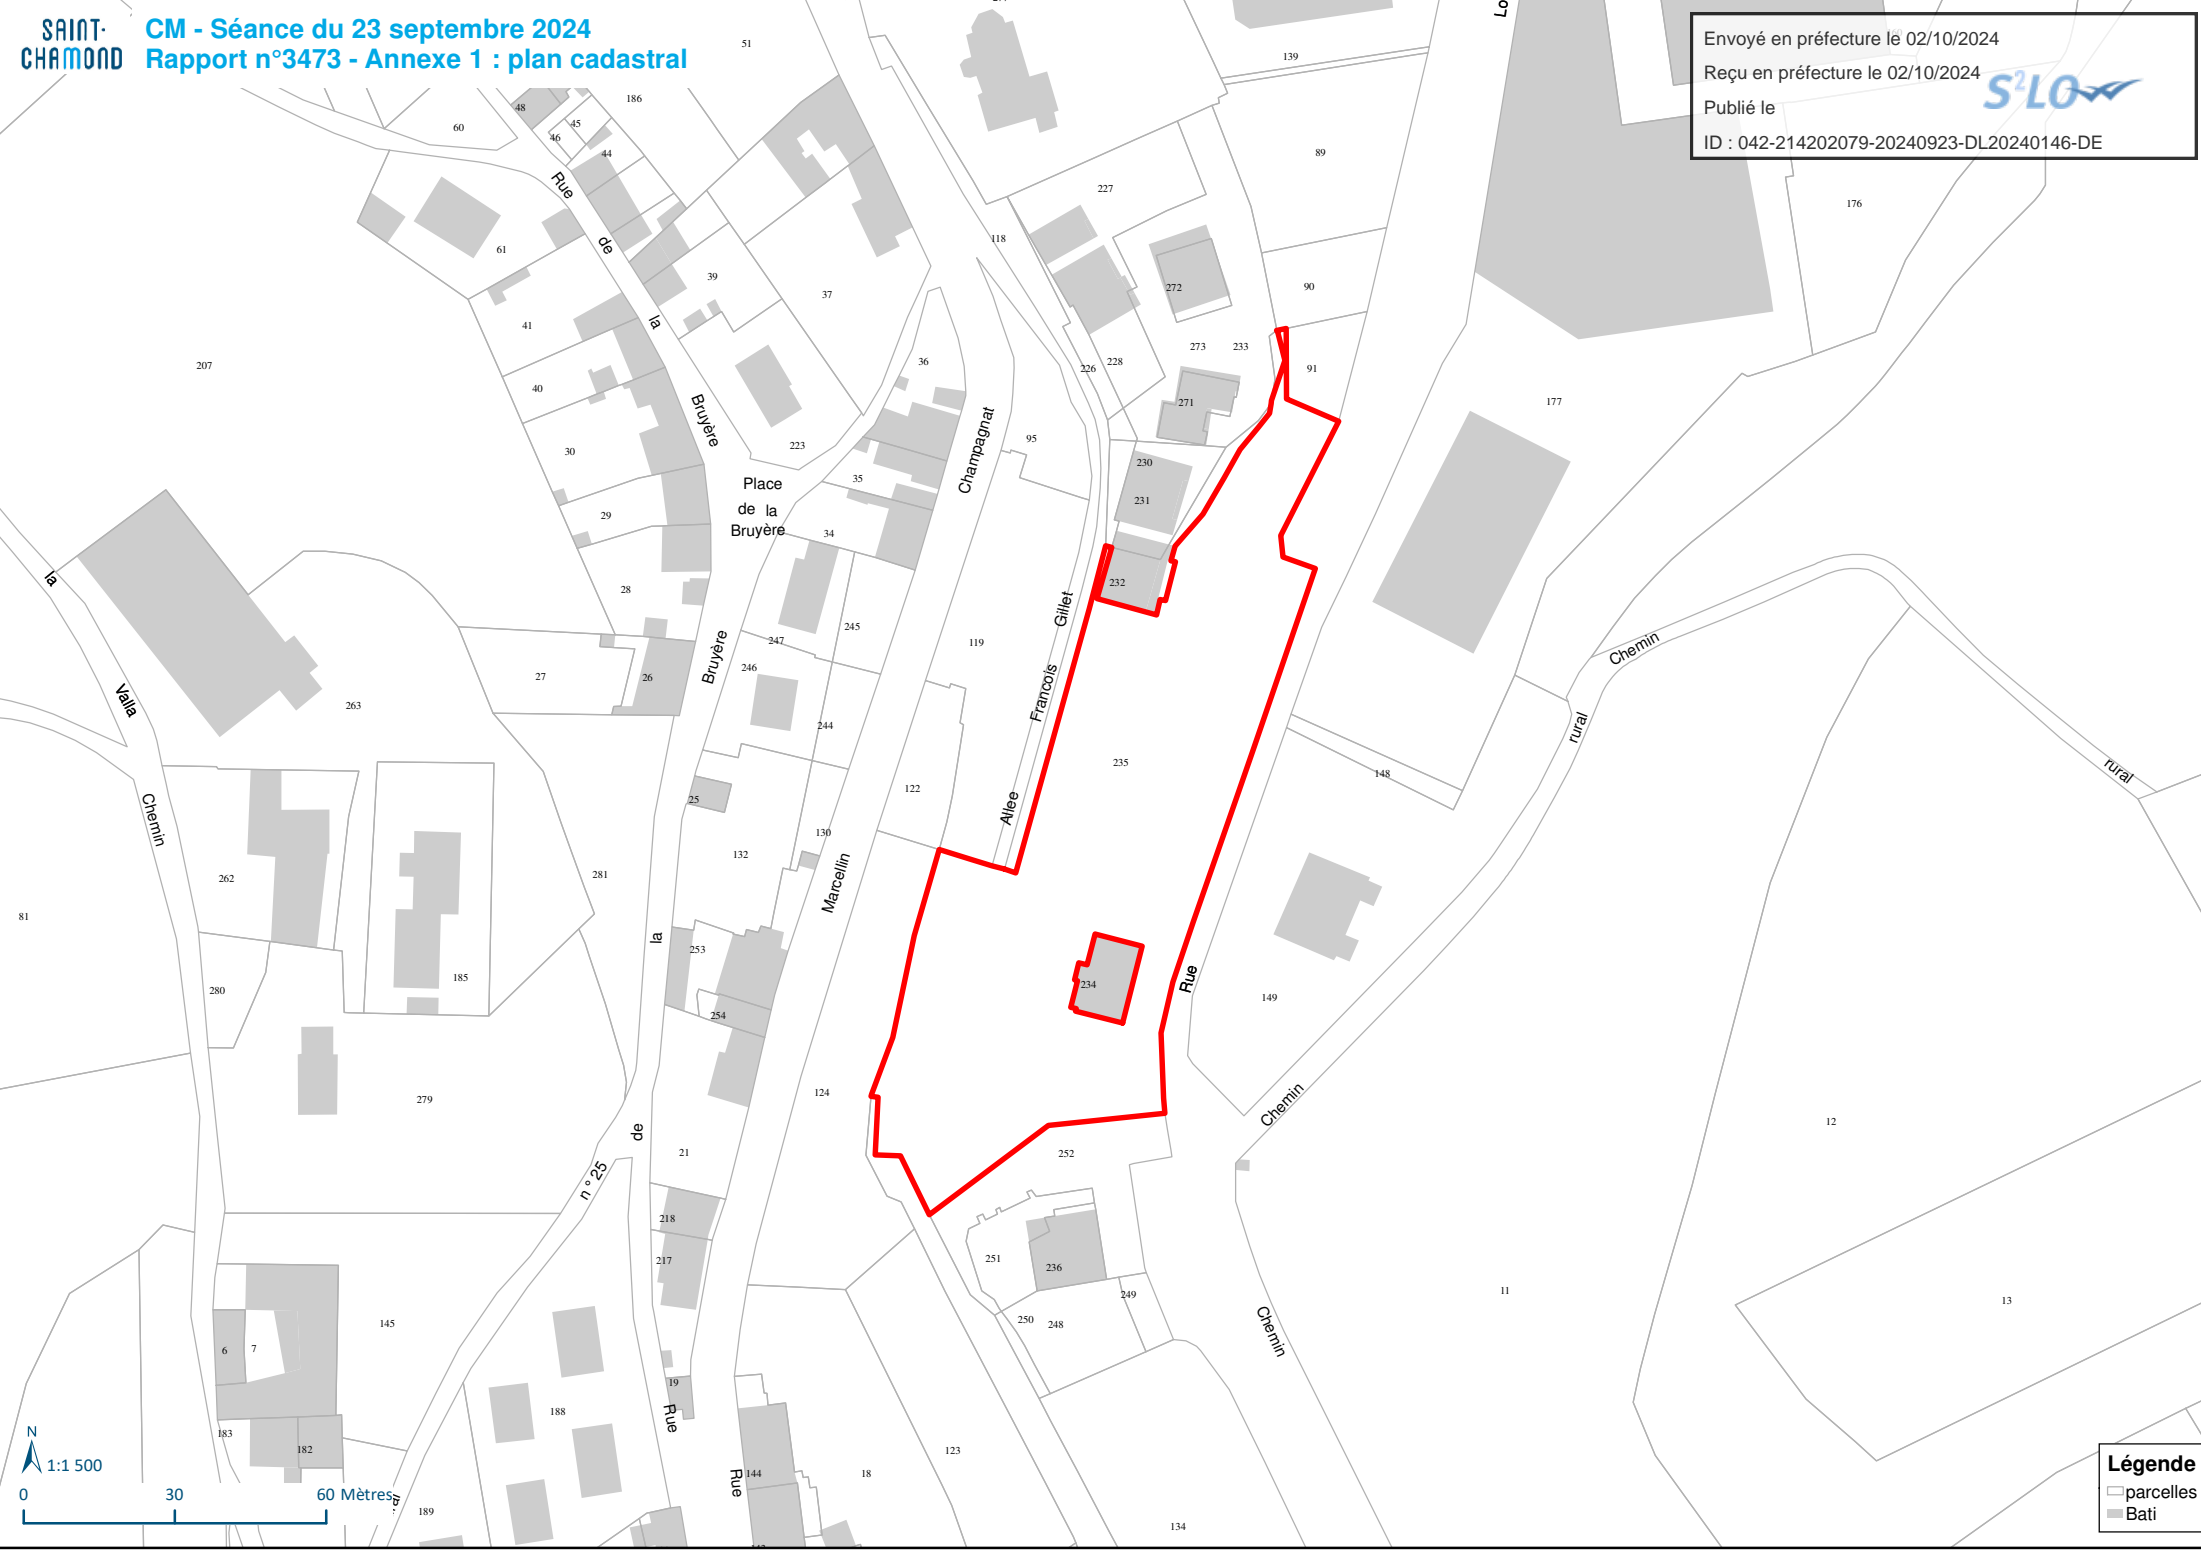 SAINT-
CHAMOND
CM - Séance du 23 septembre 2024
Rapport n°3473 - Annexe 1 : plan cadastral
Envoyé en préfecture le 02/10/2024
Reçu en préfecture le 02/10/2024
S²LO
Publié le
ID : 042-214202079-20240923-DL20240146-DE
Lo
51
139
186
48
60
45
46
44
89
227
176
Rue
de
la
Bruyère
61
118
39
37
272
90
41
36
273
233
228
226
91
207
40
271
177
95
223
30
230
Place
de la
Bruyère
35
231
29
34
Champagnat
232
28
la
Gillet
245
247
119
246
Bruyère
Chemin
rural
27
26
Valla
263
Francois
244
235
148
rural
122
25
Allee
130
132
Chemin
262
281
Marcellin
81
la
253
185
280
234
Rue
149
254
124
279
Chemin
12
de
21
252
n° 25
218
217
251
236
249
11
13
250
248
145
Chemin
6
7
19
188
Rue
183
182
123
144
18
Rue
189
134
N
1:1 500
0
30
60 Mètres
Légende
parcelles
Bati